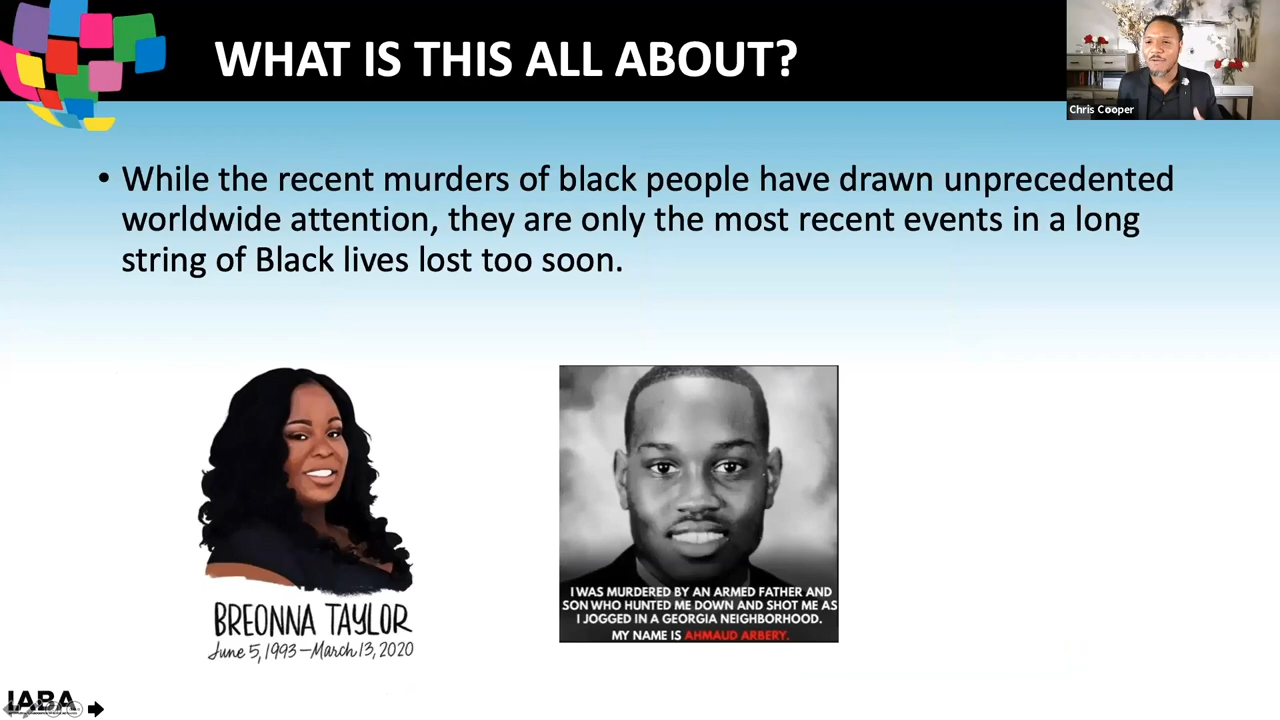 WHAT IS THIS ALL ABOUT?
Chris Cooper
• While the recent murders of black people have drawn unprecedented
worldwide attention, they are only the most recent events in a long
string of Black lives lost too soon.
BREONNA TAYLOR
June 5, 1993 – March 13, 2020
I WAS MURDERED BY AN ARMED FATHER AND
SON WHO HUNTED ME DOWN AND SHOT ME AS
I JOGGED IN A GEORGIA NEIGHBORHOOD.
MY NAME IS AHMAUD ARBERY.
IABA